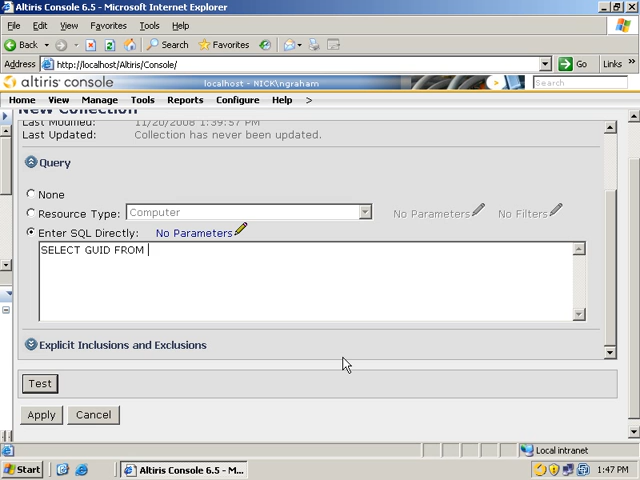 Altiris Console 6.5 - Microsoft Internet Explorer
File Edit View Favorites Tools Help
Back Search Favorites
Address http://localhost/Altiris/Console/ Go Links »
altiris console localhost - NICK\ngraham > Search
Home View Manage Tools Reports Configure Help >
New Collection
Last Modified: 11/20/2008 1:39:57 PM
Last Updated: Collection has never been updated.
Query
None
Resource Type: Computer No Parameters No Filters
Enter SQL Directly: No Parameters
SELECT GUID FROM
Explicit Inclusions and Exclusions
Test
Apply Cancel
Local intranet
Start Altiris Console 6.5 - M... 1:47 PM